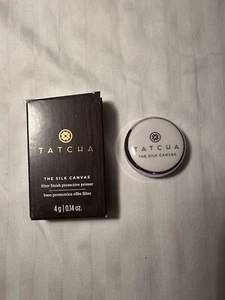 TATCHA
THE SILK CANVAS
filter finish protective primer
base protectrice effet filtre
4 g | 0.14 oz.
TATCHA
THE SILK CANVAS